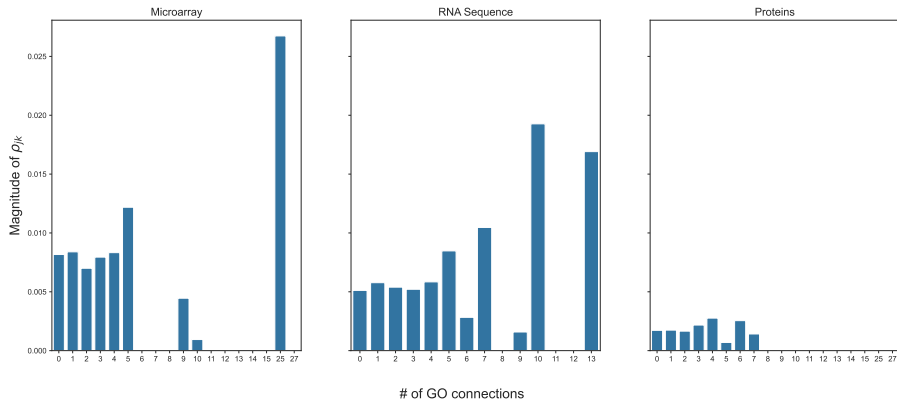 Microarray
RNA Sequence
Proteins
Magnitude of ρjk
0.025
0.020
0.015
0.010
0.005
0.000
0 1 2 3 4 5 6 7 8 9 10 11 12 13 14 15 25 27
0 1 2 3 4 5 6 7 8 9 10 11 12 13
0 1 2 3 4 5 6 7 8 9 10 11 12 13 14 15 25 27
# of GO connections